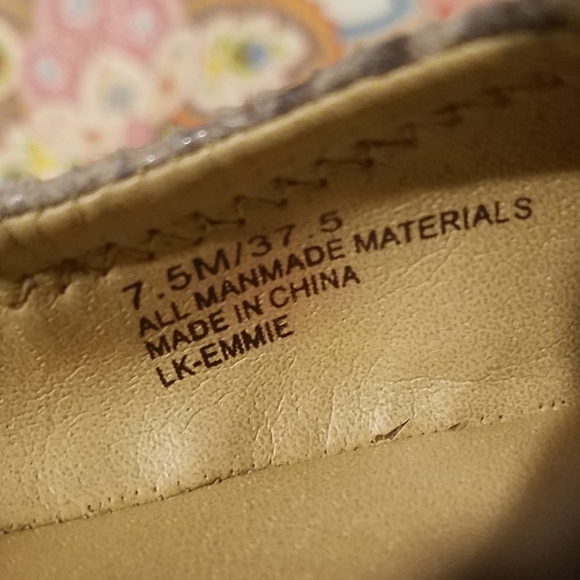 7.5M/37.5
ALL MANMADE MATERIALS
MADE IN CHINA
LK-EMMIE